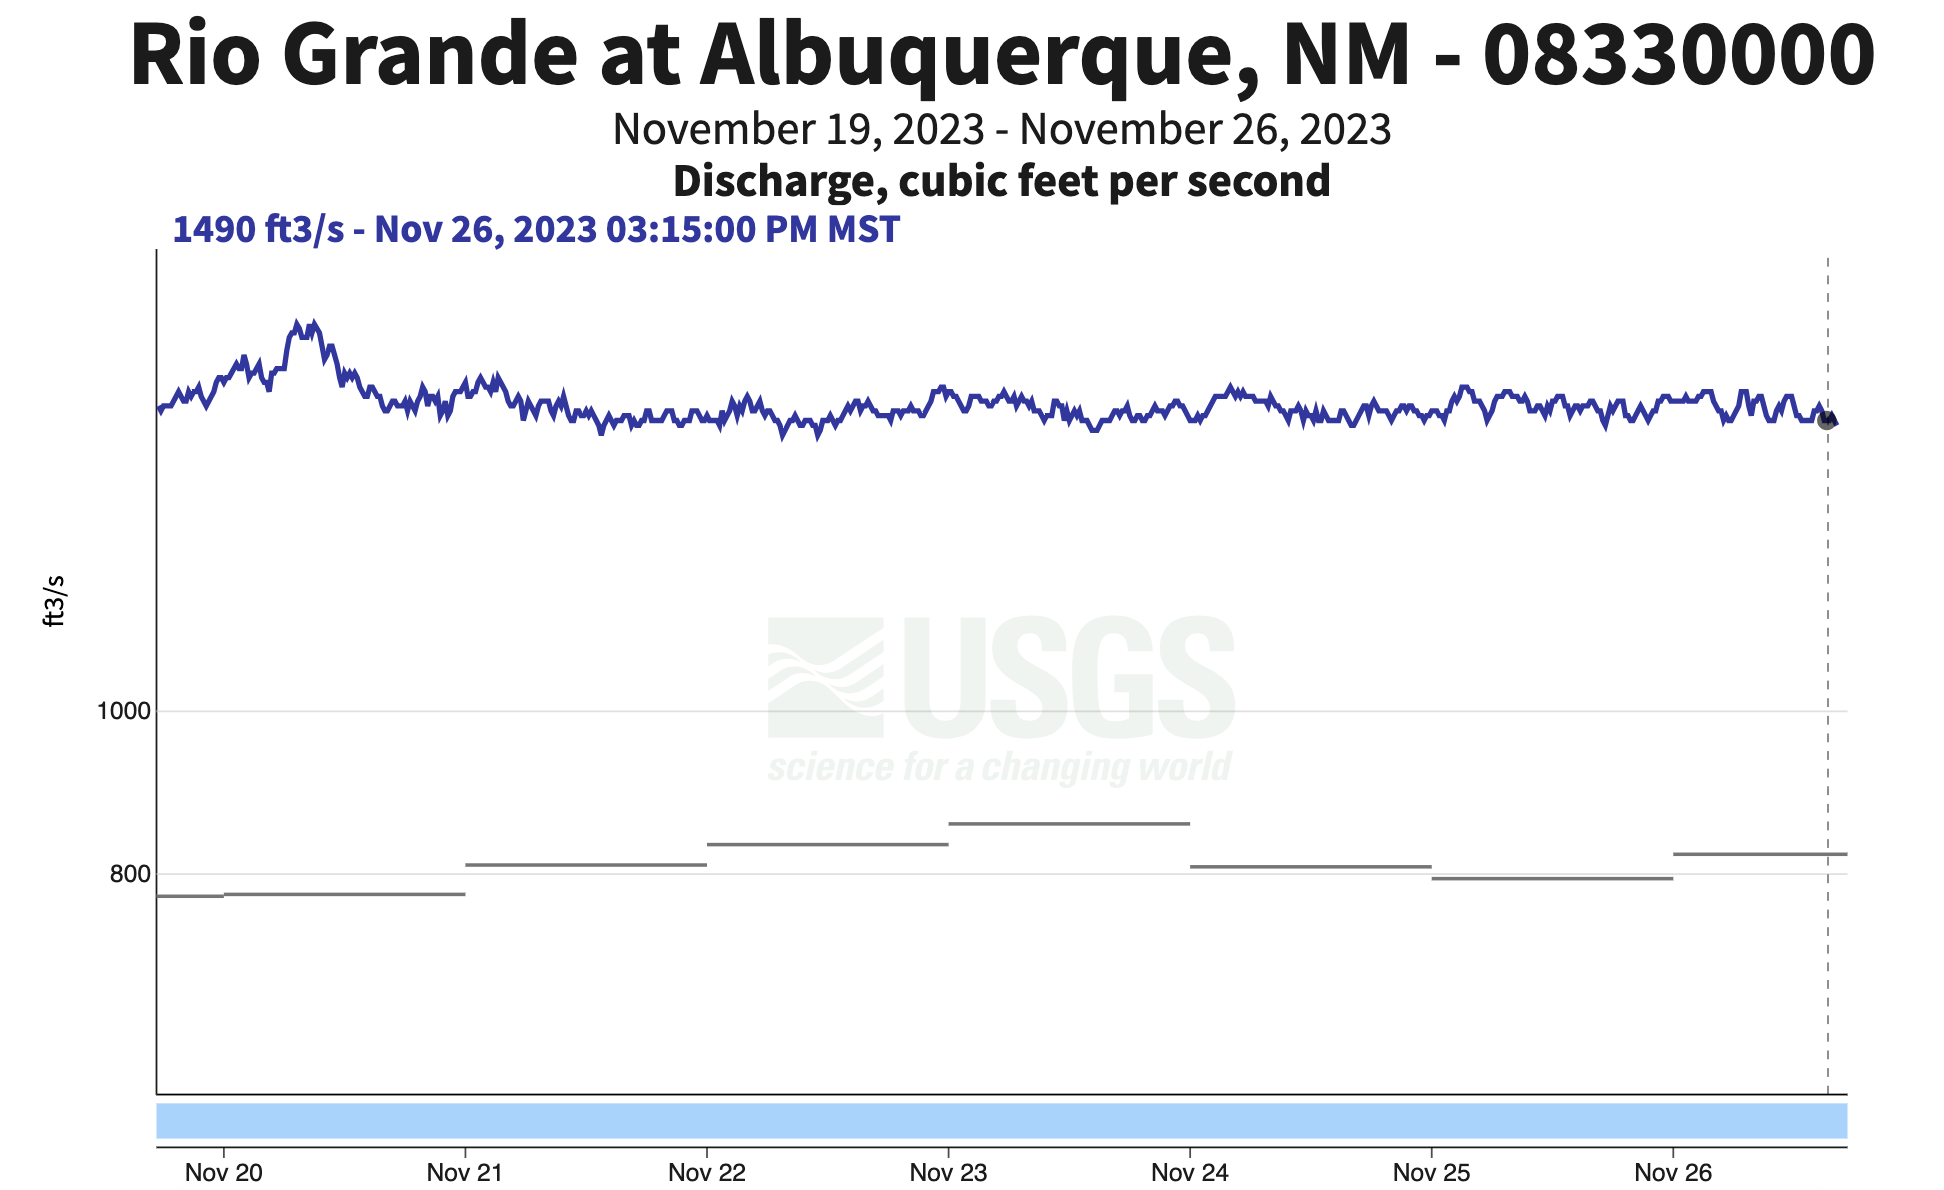 Rio Grande at Albuquerque, NM - 08330000
November 19, 2023 - November 26, 2023
Discharge, cubic feet per second
1490 ft3/s - Nov 26, 2023 03:15:00 PM MST
ft3/s
USGS
science for a changing world
1000
800
Nov 20 Nov 21 Nov 22 Nov 23 Nov 24 Nov 25 Nov 26